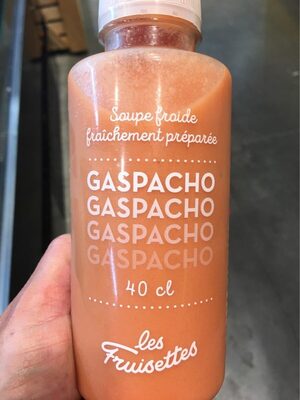 Soupe froide
fraîchement préparée
GASPACHO
GASPACHO
GASPACHO
GASPACHO
40 cl
les
Fruisettes